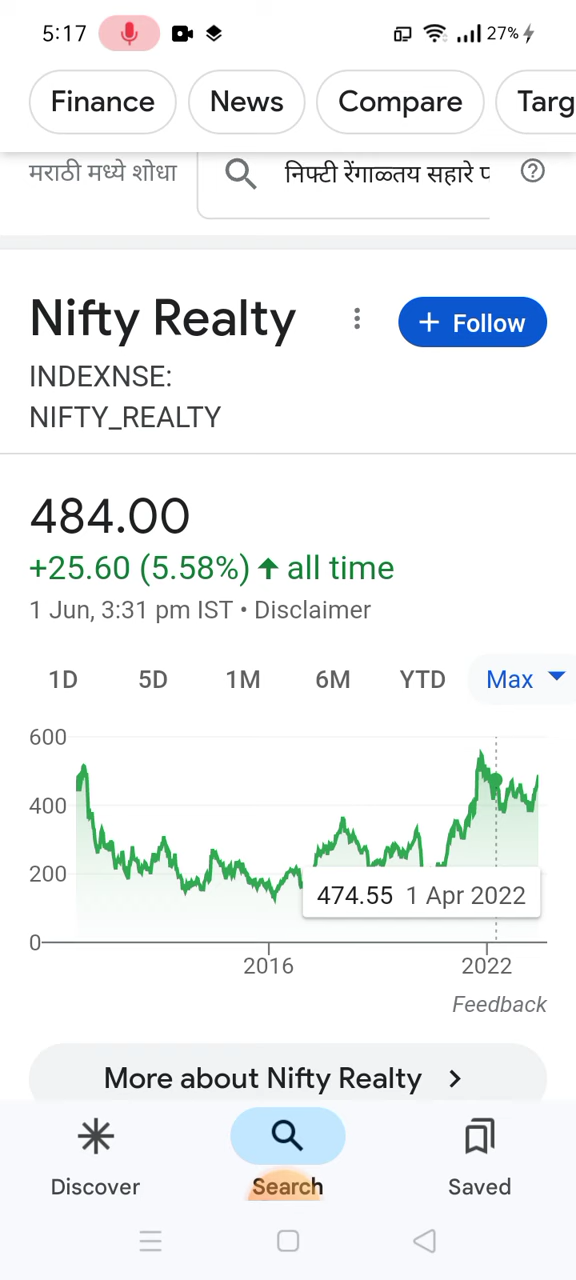 5:17 27%
Finance News Compare Targ
मराठी मध्ये शोधा निफ्टी रेंगाळतय सहारे
Nifty Realty + Follow
INDEXNSE:
NIFTY_REALTY
484.00
+25.60 (5.58%) ↑ all time
1 Jun, 3:31 pm IST • Disclaimer
1D 5D 1M 6M YTD Max
600
400
200
474.55 1 Apr 2022
0
2016 2022
Feedback
More about Nifty Realty
Discover Search Saved